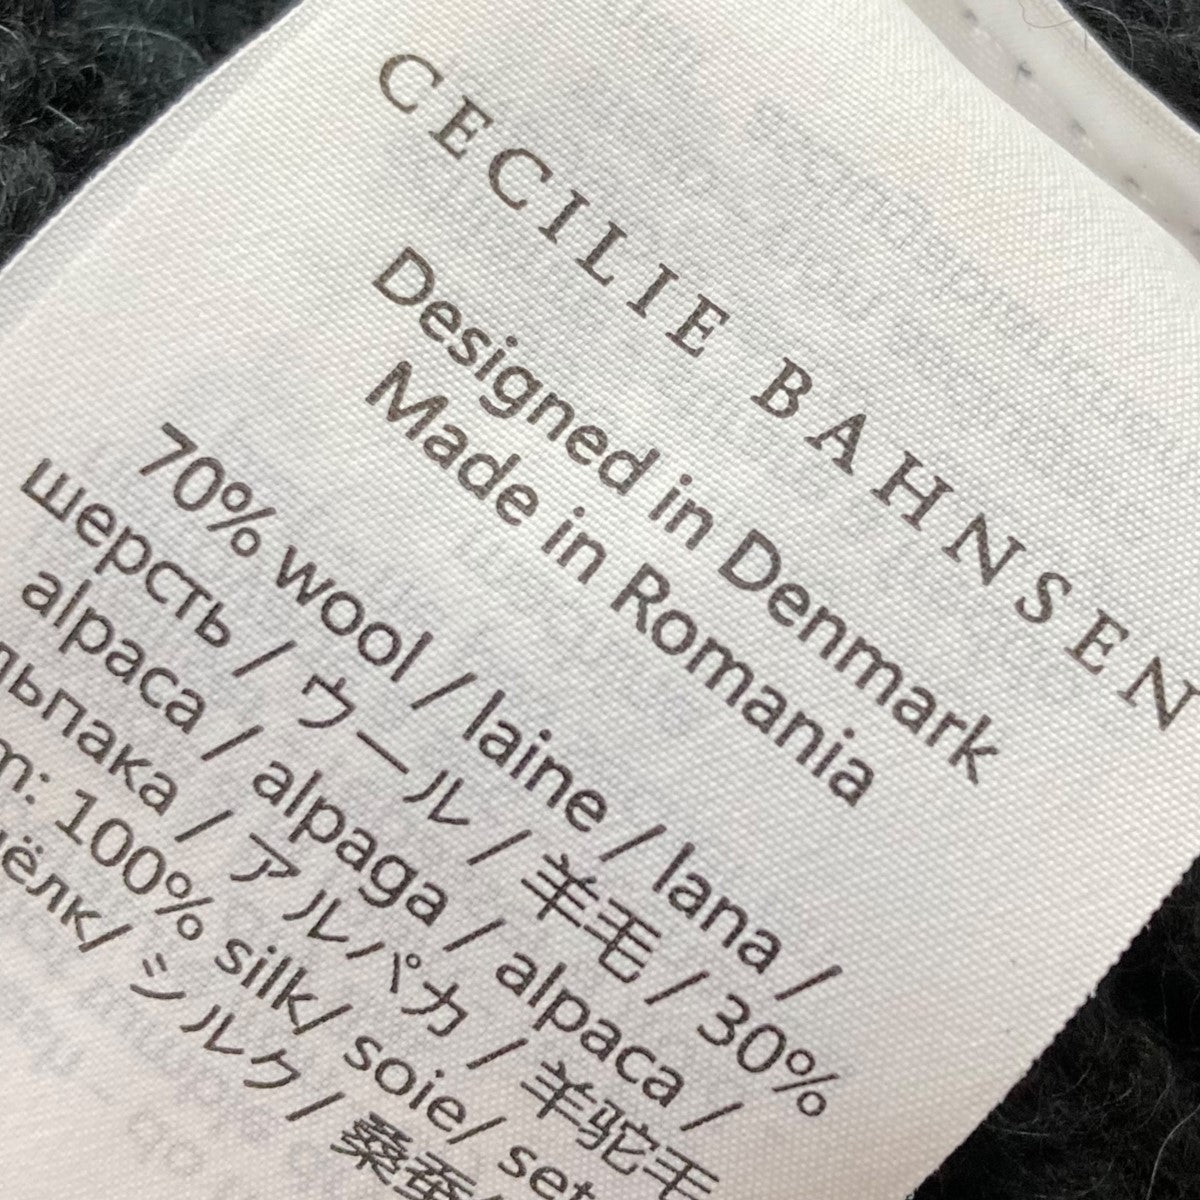 CECILIE BAHNSEN
Designed in Denmark
Made in Romania
70% wool / laine / lana /
шерсть / ウール / 羊毛 / 30%
alpaca / alpaga / alpaca /
льпака / アルパカ / 羊驼毛
m: 100% silk/ soie/ set
ёлк/ シルク/ 桑蚕